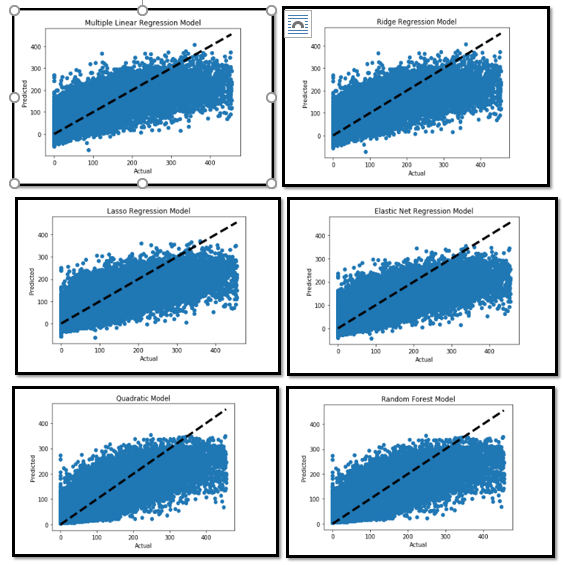 Multiple Linear Regression Model
400
300
200
100
0
Predicted
0 100 200 300 400
Actual
Ridge Regression Model
400
300
200
100
0
Predicted
0 100 200 300 400
Actual
Lasso Regression Model
400
300
200
100
0
Predicted
0 100 200 300 400
Actual
Elastic Net Regression Model
400
300
200
100
0
Predicted
0 100 200 300 400
Actual
Quadratic Model
400
300
200
100
0
Predicted
0 100 200 300 400
Actual
Random Forest Model
400
300
200
100
0
Predicted
0 100 200 300 400
Actual